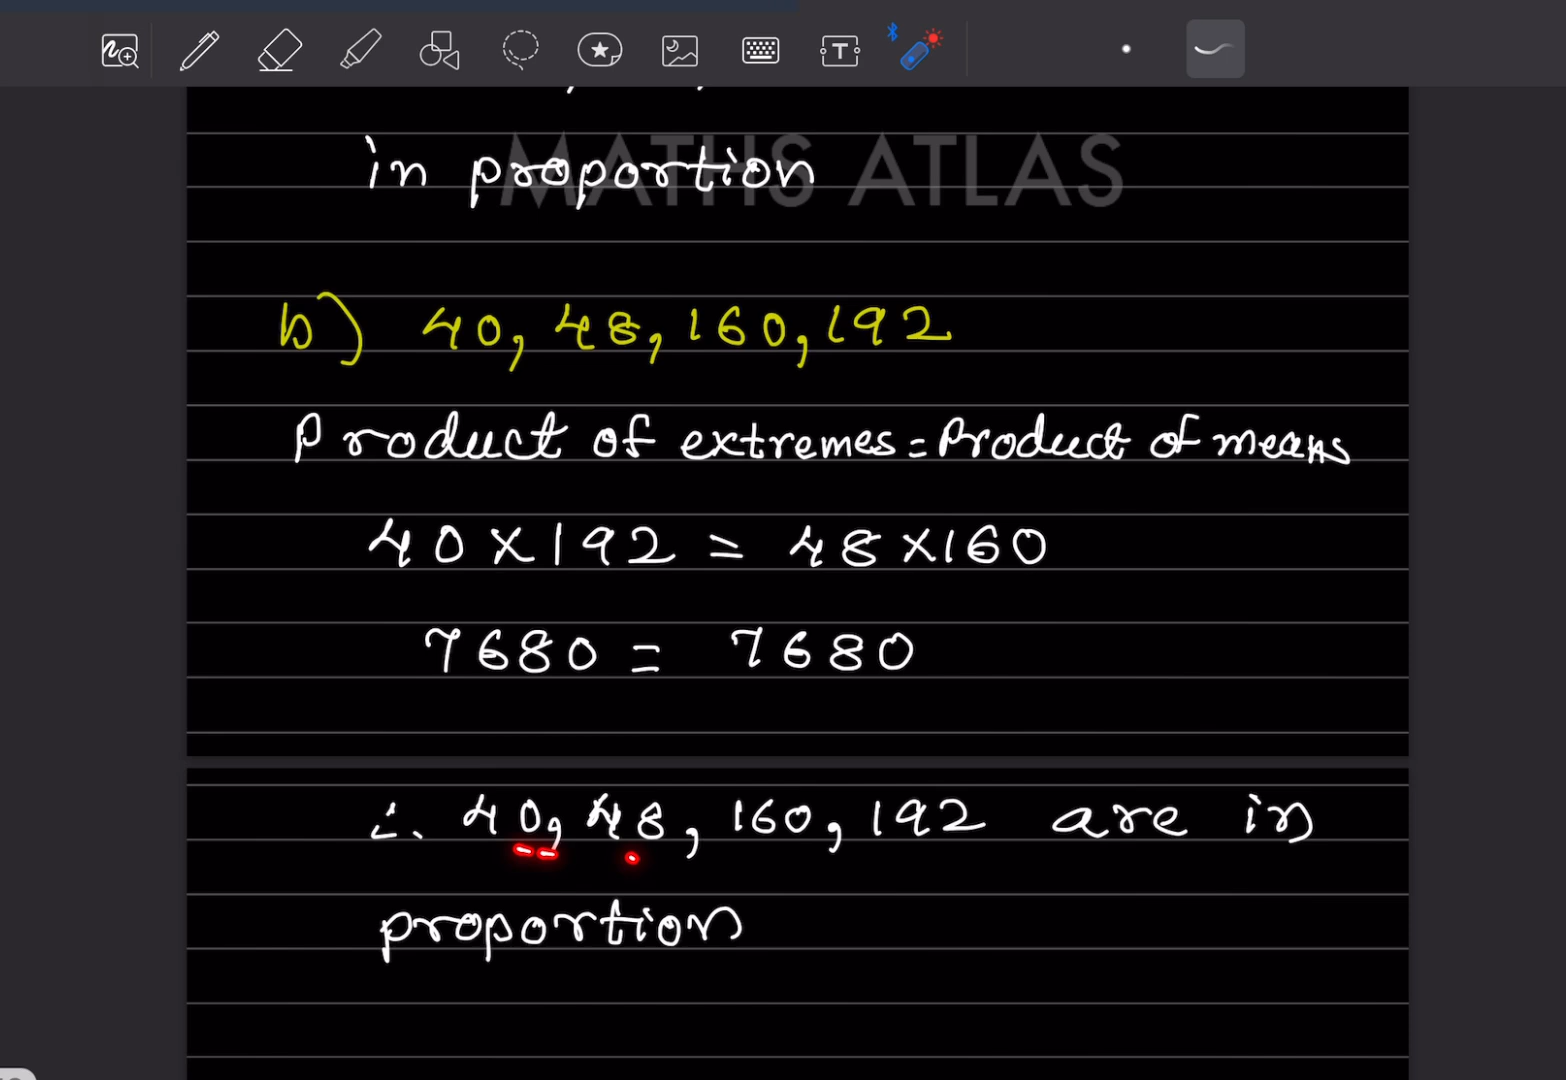 MATHS ATLAS
in proportion
b) 40, 48, 160, 192
Product of extremes = Product of means
40 × 192 = 48 × 160
7680 = 7680
∴ 40, 48, 160, 192 are in
proportion